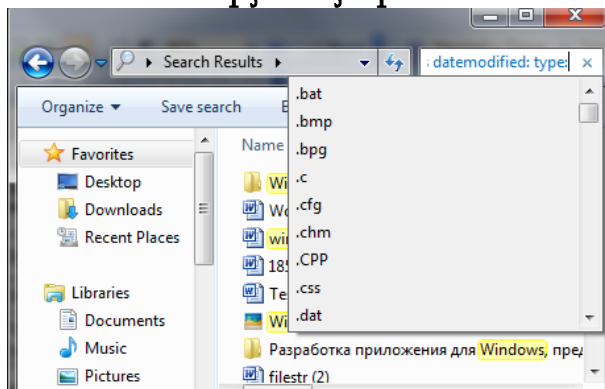 Search Results
: datemodified: type:
Organize
Save search
Name
Favorites
Desktop
Downloads
Recent Places
Libraries
Documents
Music
Pictures
.bat
.bmp
.bpg
.c
.cfg
.chm
.CPP
.css
.dat
Разработка приложения для Windows,
filestr (2)